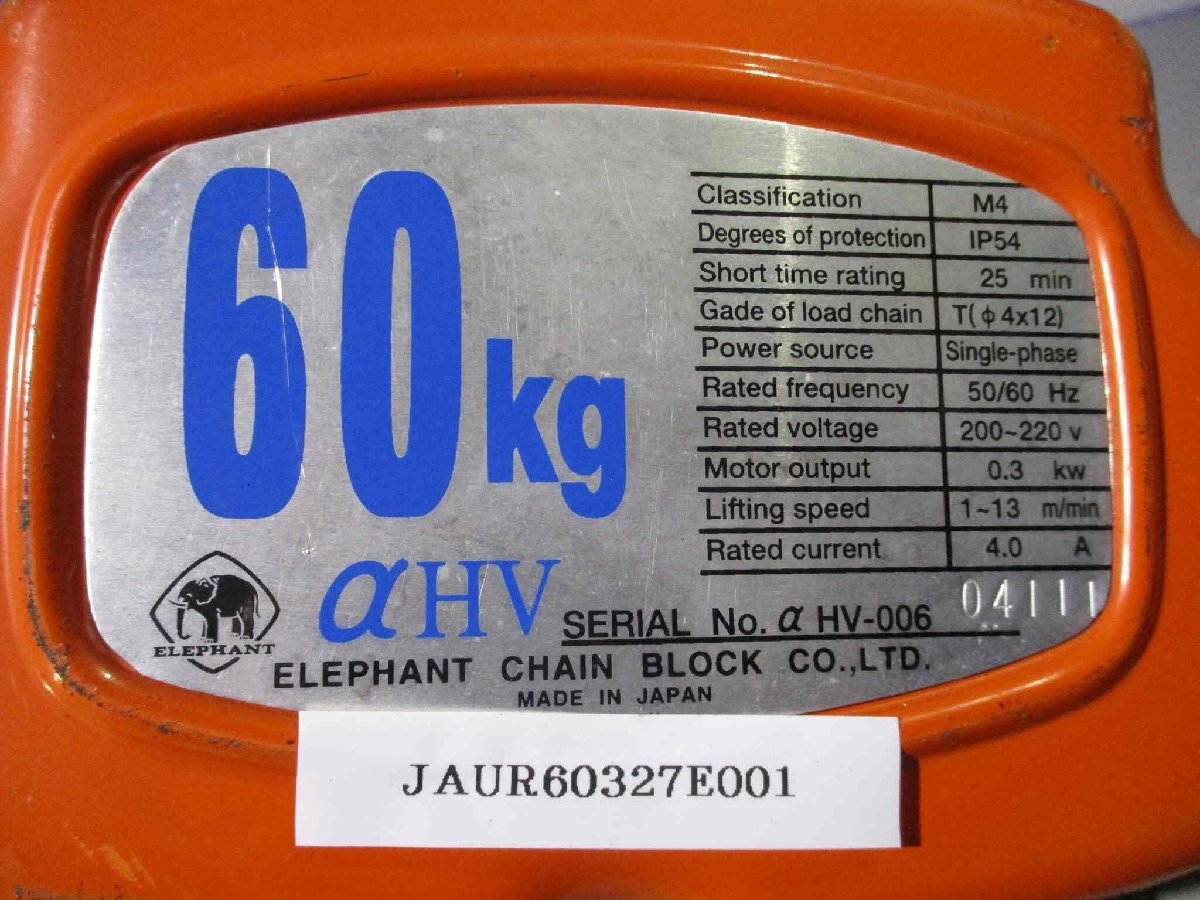 60kg
Classification M4
Degrees of protection IP54
Short time rating 25 min
Gade of load chain T(φ4x12)
Power source Single-phase
Rated frequency 50/60 Hz
Rated voltage 200~220 v
Motor output 0.3 kw
Lifting speed 1~13 m/min
Rated current 4.0 A
αHV
SERIAL No. α HV-006 04111
ELEPHANT
ELEPHANT CHAIN BLOCK CO.,LTD.
MADE IN JAPAN
JAUR60327E001